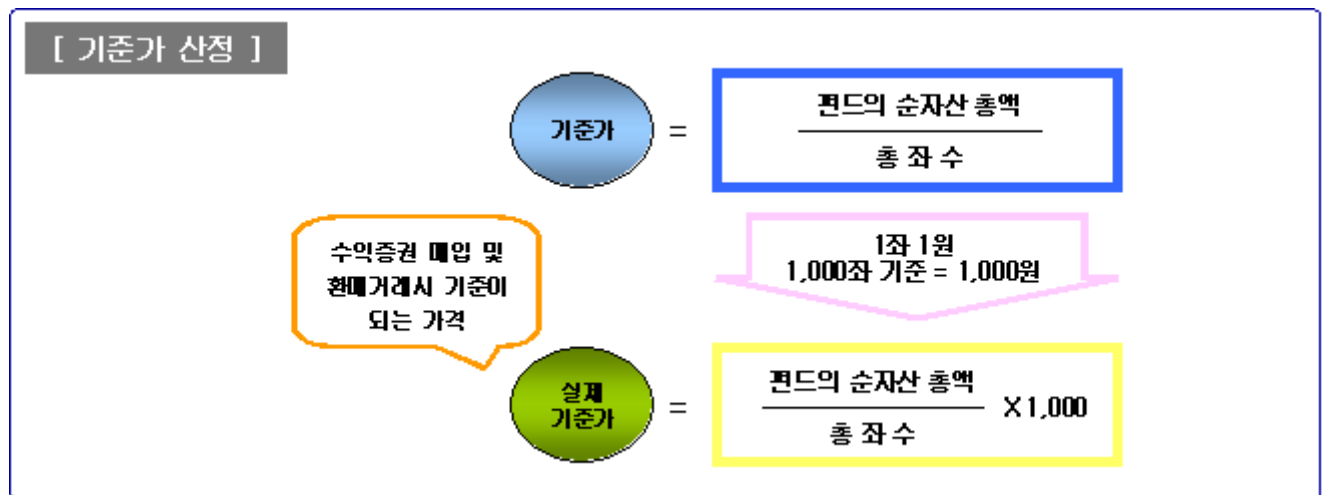 [ 기준가 산정 ]
기준가
=
펀드의 순자산 총액
총 좌 수
수익증권 매입 및
환매거래시 기준이
되는 가격
1좌 1원
1,000좌 기준 = 1,000원
실제
기준가
=
펀드의 순자산 총액
총 좌 수
X 1,000